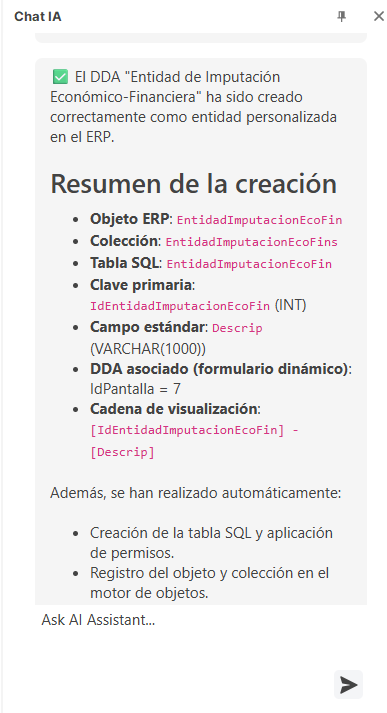 Chat IA
✅ El DDA "Entidad de Imputación
Económico-Financiera" ha sido creado
correctamente como entidad personalizada
en el ERP.
Resumen de la creación
• Objeto ERP: EntidadImputacionEcoFin
• Colección: EntidadImputacionEcoFins
• Tabla SQL: EntidadImputacionEcoFin
• Clave primaria:
IdEntidadImputacionEcoFin (INT)
• Campo estándar: Descrip
(VARCHAR(1000))
• DDA asociado (formulario dinámico):
IdPantalla = 7
• Cadena de visualización:
[IdEntidadImputacionEcoFin] -
[Descrip]
Además, se han realizado automáticamente:
• Creación de la tabla SQL y aplicación
de permisos.
• Registro del objeto y colección en el
motor de objetos.
Ask AI Assistant...